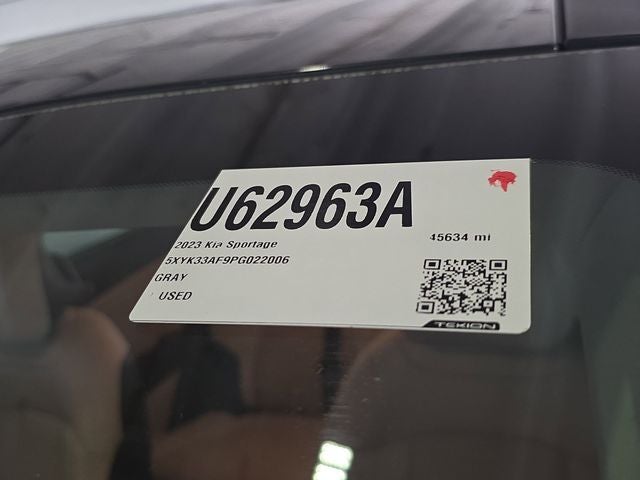 U62963A
2023 Kia Sportage
45634 mi
5XYK33AF9PG022006
GRAY
USED
TEKION